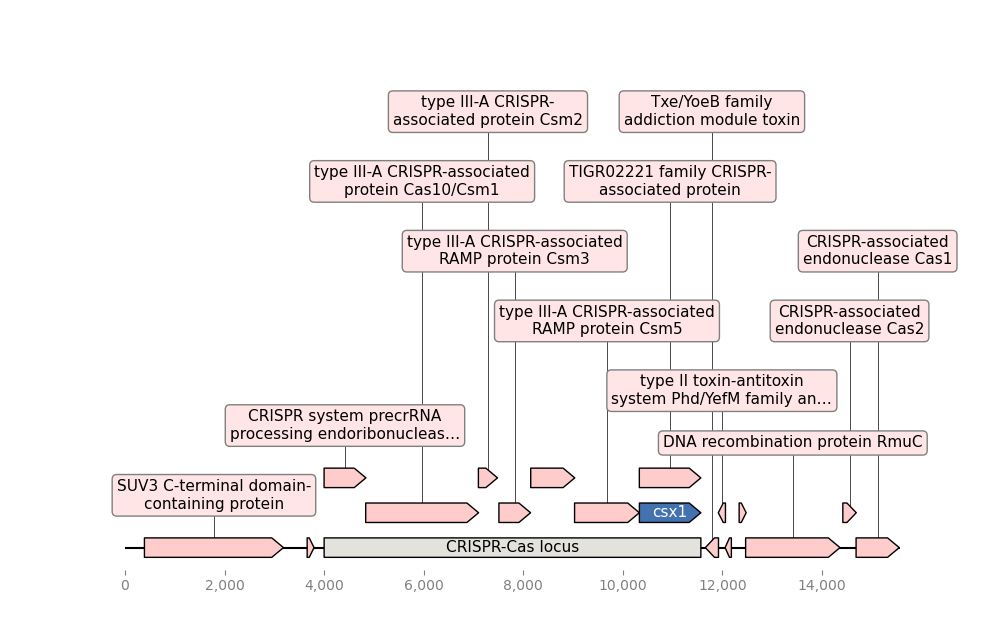 type III-A CRISPR-
associated protein Csm2
Txe/YoeB family
addiction module toxin
type III-A CRISPR-associated
protein Cas10/Csm1
TIGR02221 family CRISPR-
associated protein
type III-A CRISPR-associated
RAMP protein Csm3
CRISPR-associated
endonuclease Cas1
type III-A CRISPR-associated
RAMP protein Csm5
CRISPR-associated
endonuclease Cas2
type II toxin-antitoxin
system Phd/YefM family an…
CRISPR system precrRNA
processing endoribonucleas…
DNA recombination protein RmuC
SUV3 C-terminal domain-
containing protein
csx1
CRISPR-Cas locus
0
2,000
4,000
6,000
8,000
10,000
12,000
14,000